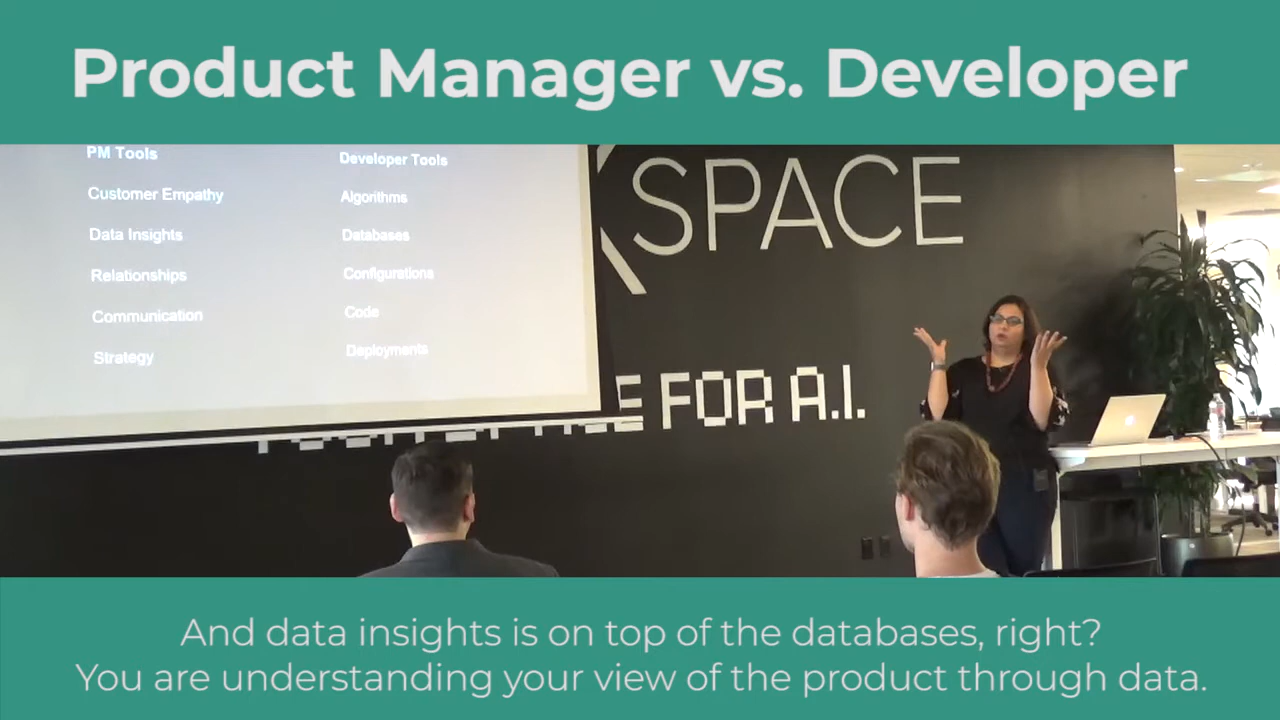 Product Manager vs. Developer
PM Tools
Customer Empathy
Data Insights
Relationships
Communication
Strategy
Developer Tools
Algorithms
Databases
Configurations
Code
Deployments
SPACE
FOR A.I.
And data insights is on top of the databases, right?
You are understanding your view of the product through data.